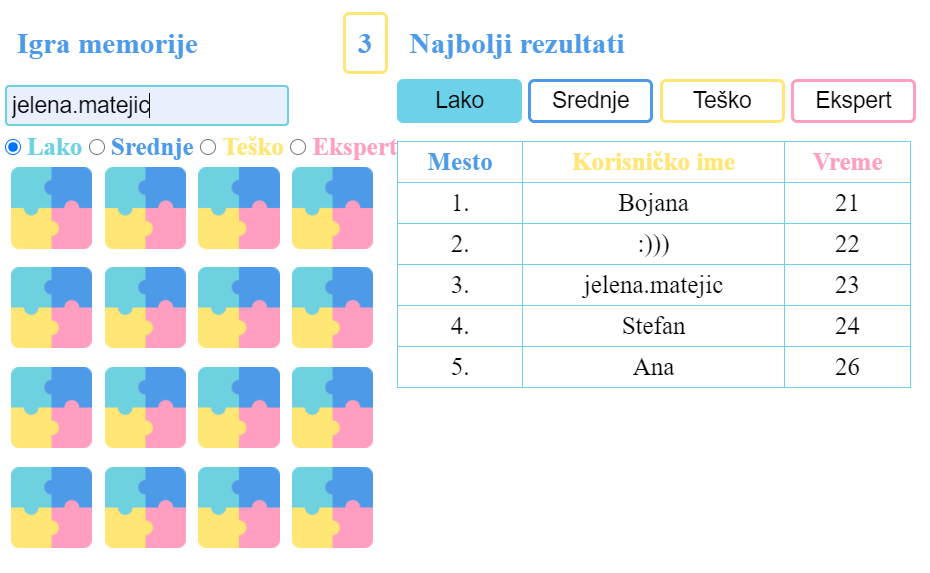 Igra memorije
3
jelena.matejic
Lako Srednje Teško Ekspert
Najbolji rezultati
Lako Srednje Teško Ekspert
Mesto Korisničko ime Vreme
1. Bojana 21
2. :))) 22
3. jelena.matejic 23
4. Stefan 24
5. Ana 26